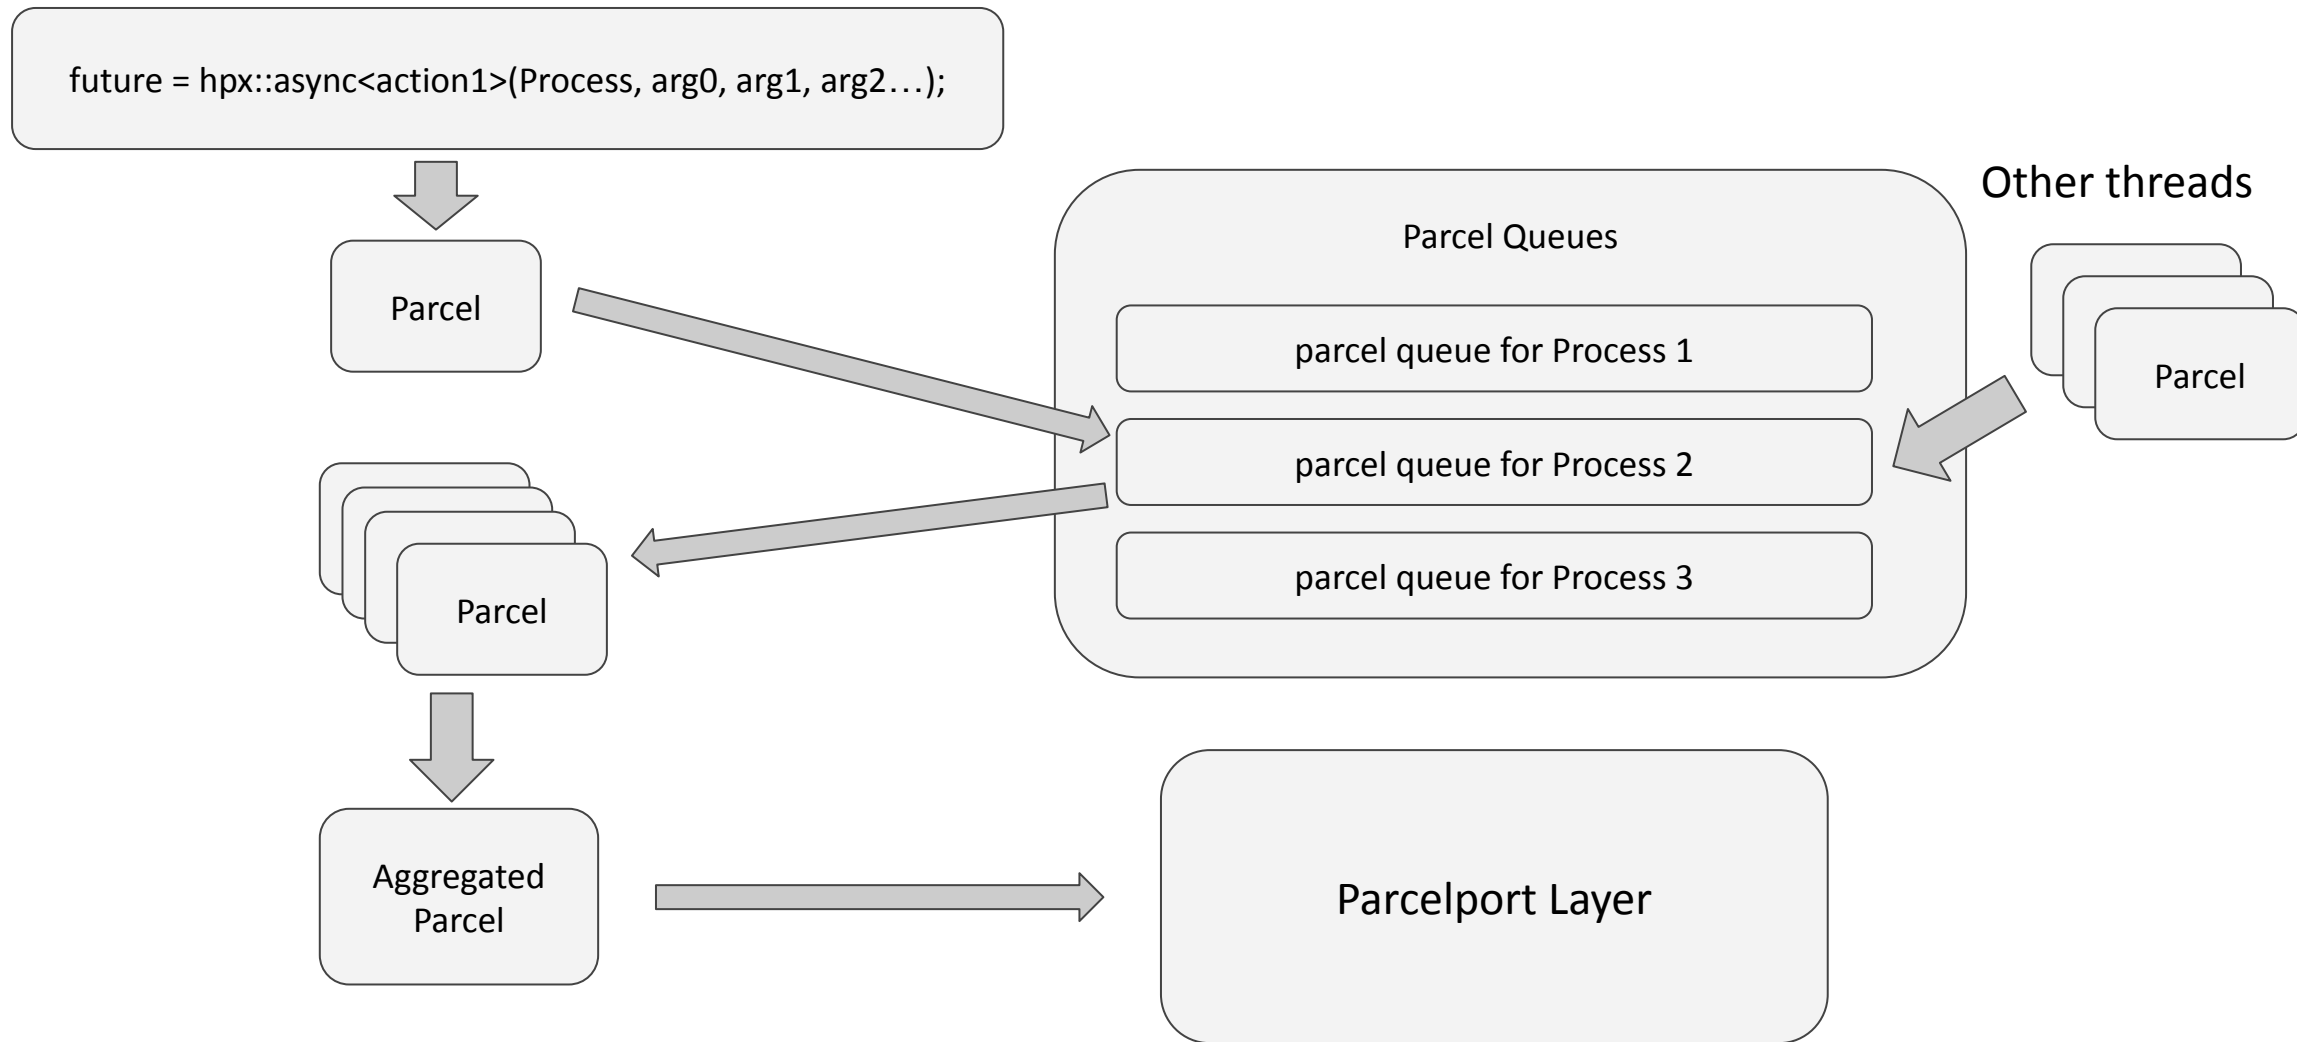 future = hpx::async<action1>(Process, arg0, arg1, arg2…);
Parcel
Parcel Queues
parcel queue for Process 1
parcel queue for Process 2
parcel queue for Process 3
Other threads
Parcel
Parcel
Aggregated
Parcel
Parcelport Layer